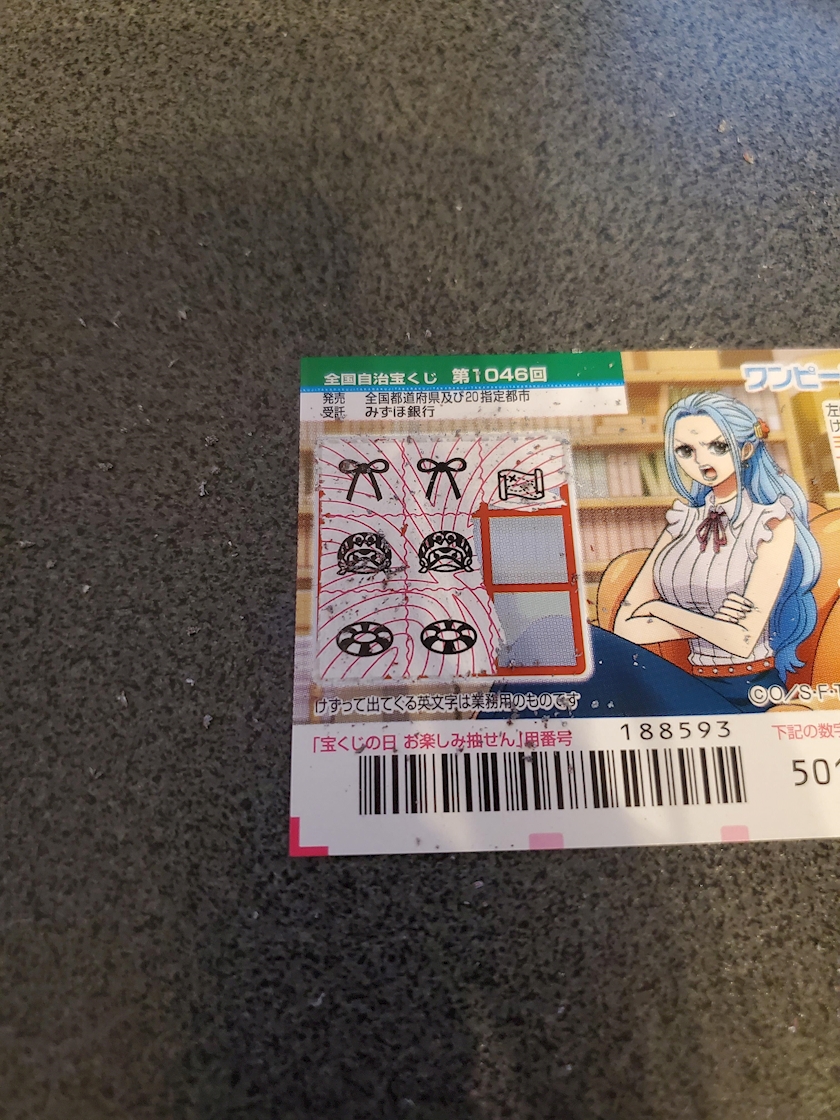 全国自治宝くじ 第1046回
発売 全国都道府県及び20指定都市
受託 みずほ銀行
ワンピー
左
け
けずって出てくる英文字は業務用のものです
©O/S・F・T
「宝くじの日 お楽しみ抽せん」用番号
188593
下記の数字
501